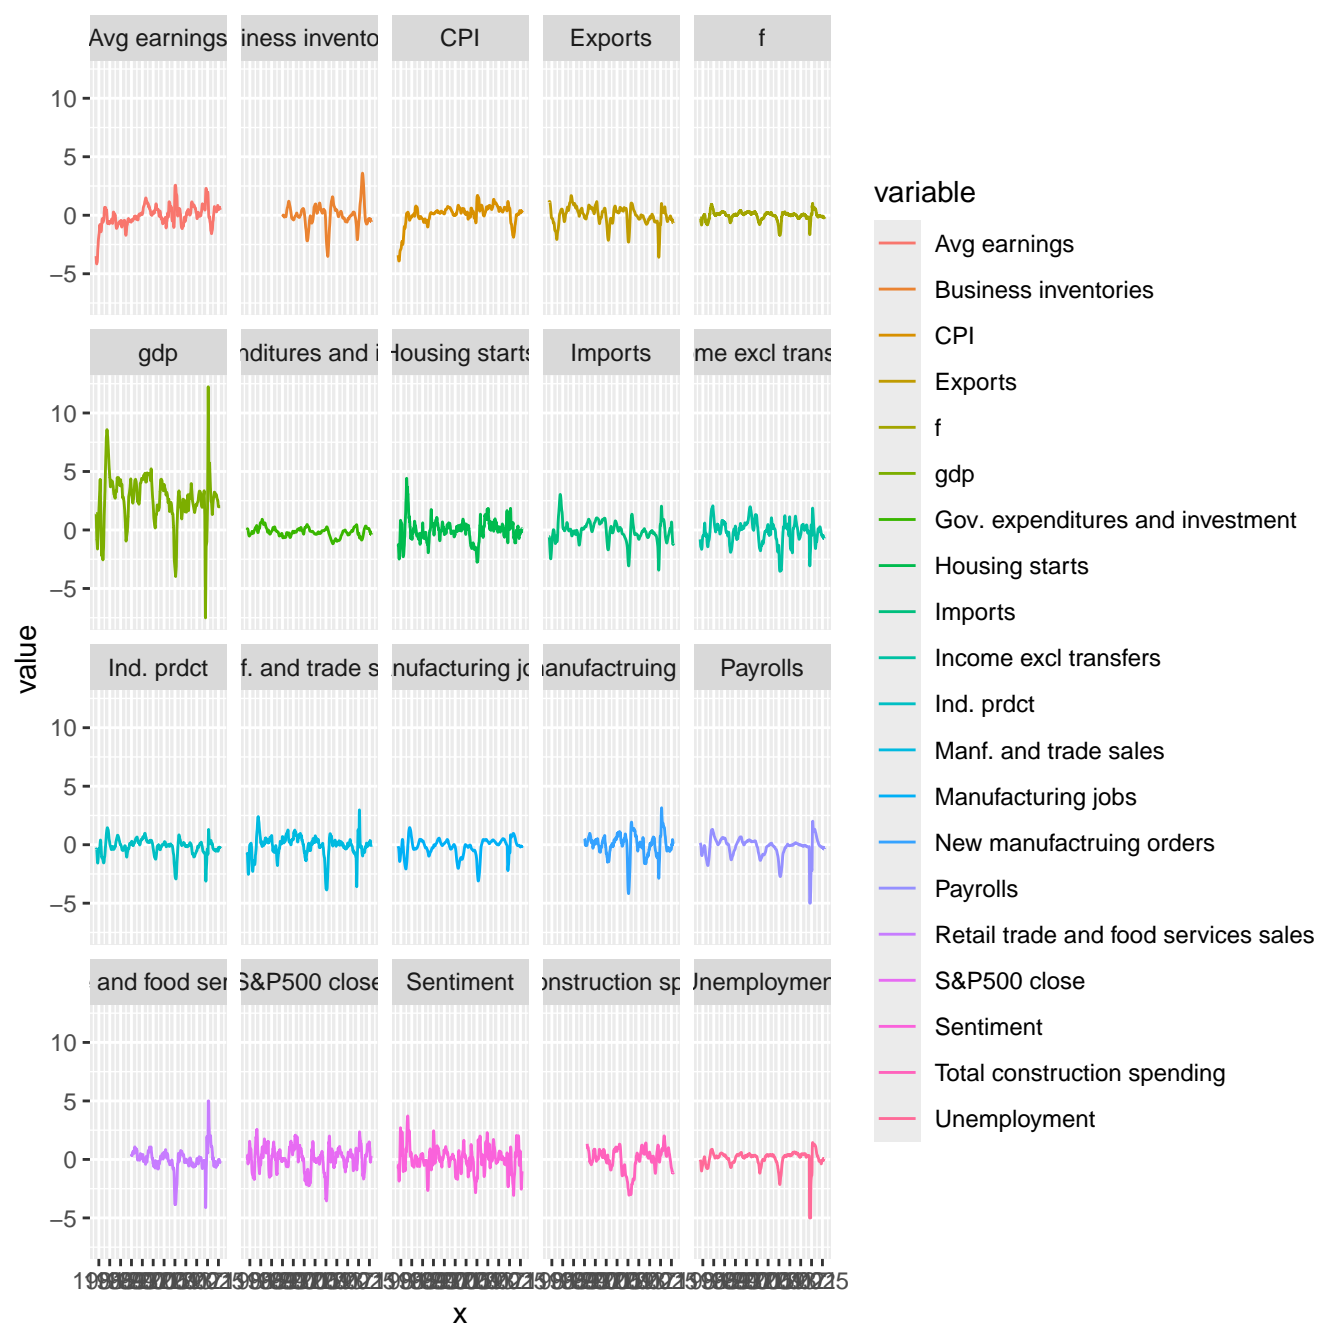 Avg earnings iness invento CPI Exports f
10
5
0
−5
gdp nditures and i Housing starts Imports me excl trans
10
5
0
−5
Ind. prdct f. and trade s nufacturing jo manufactruing Payrolls
10
5
0
−5
and food ser S&P500 close Sentiment onstruction sp Unemploymen
10
5
0
−5
x
value
variable
Avg earnings
Business inventories
CPI
Exports
f
gdp
Gov. expenditures and investment
Housing starts
Imports
Income excl transfers
Ind. prdct
Manf. and trade sales
Manufacturing jobs
New manufactruing orders
Payrolls
Retail trade and food services sales
S&P500 close
Sentiment
Total construction spending
Unemployment